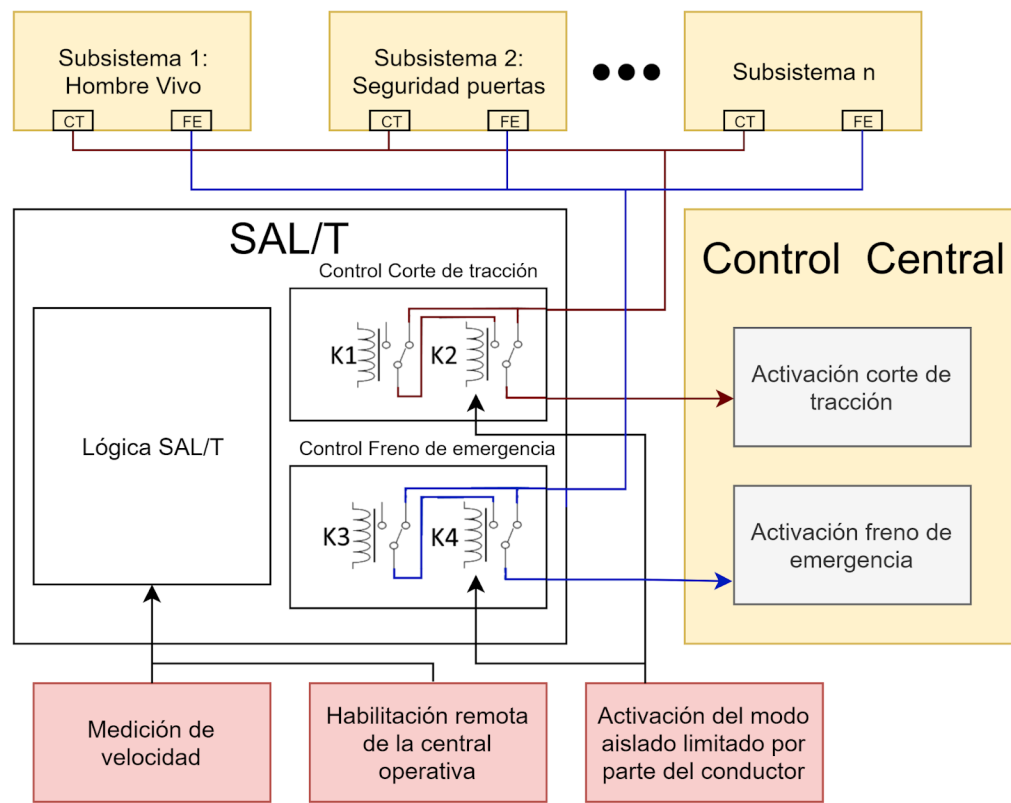 Subsistema 1:
Hombre Vivo
CT
FE
Subsistema 2:
Seguridad puertas
CT
FE
Subsistema n
CT
FE
SAL/T
Control Corte de tracción
K1
K2
Lógica SAL/T
Control Freno de emergencia
K3
K4
Control Central
Activación corte de
tracción
Activación freno de
emergencia
Medición de
velocidad
Habilitación remota
de la central
operativa
Activación del modo
aislado limitado por
parte del conductor